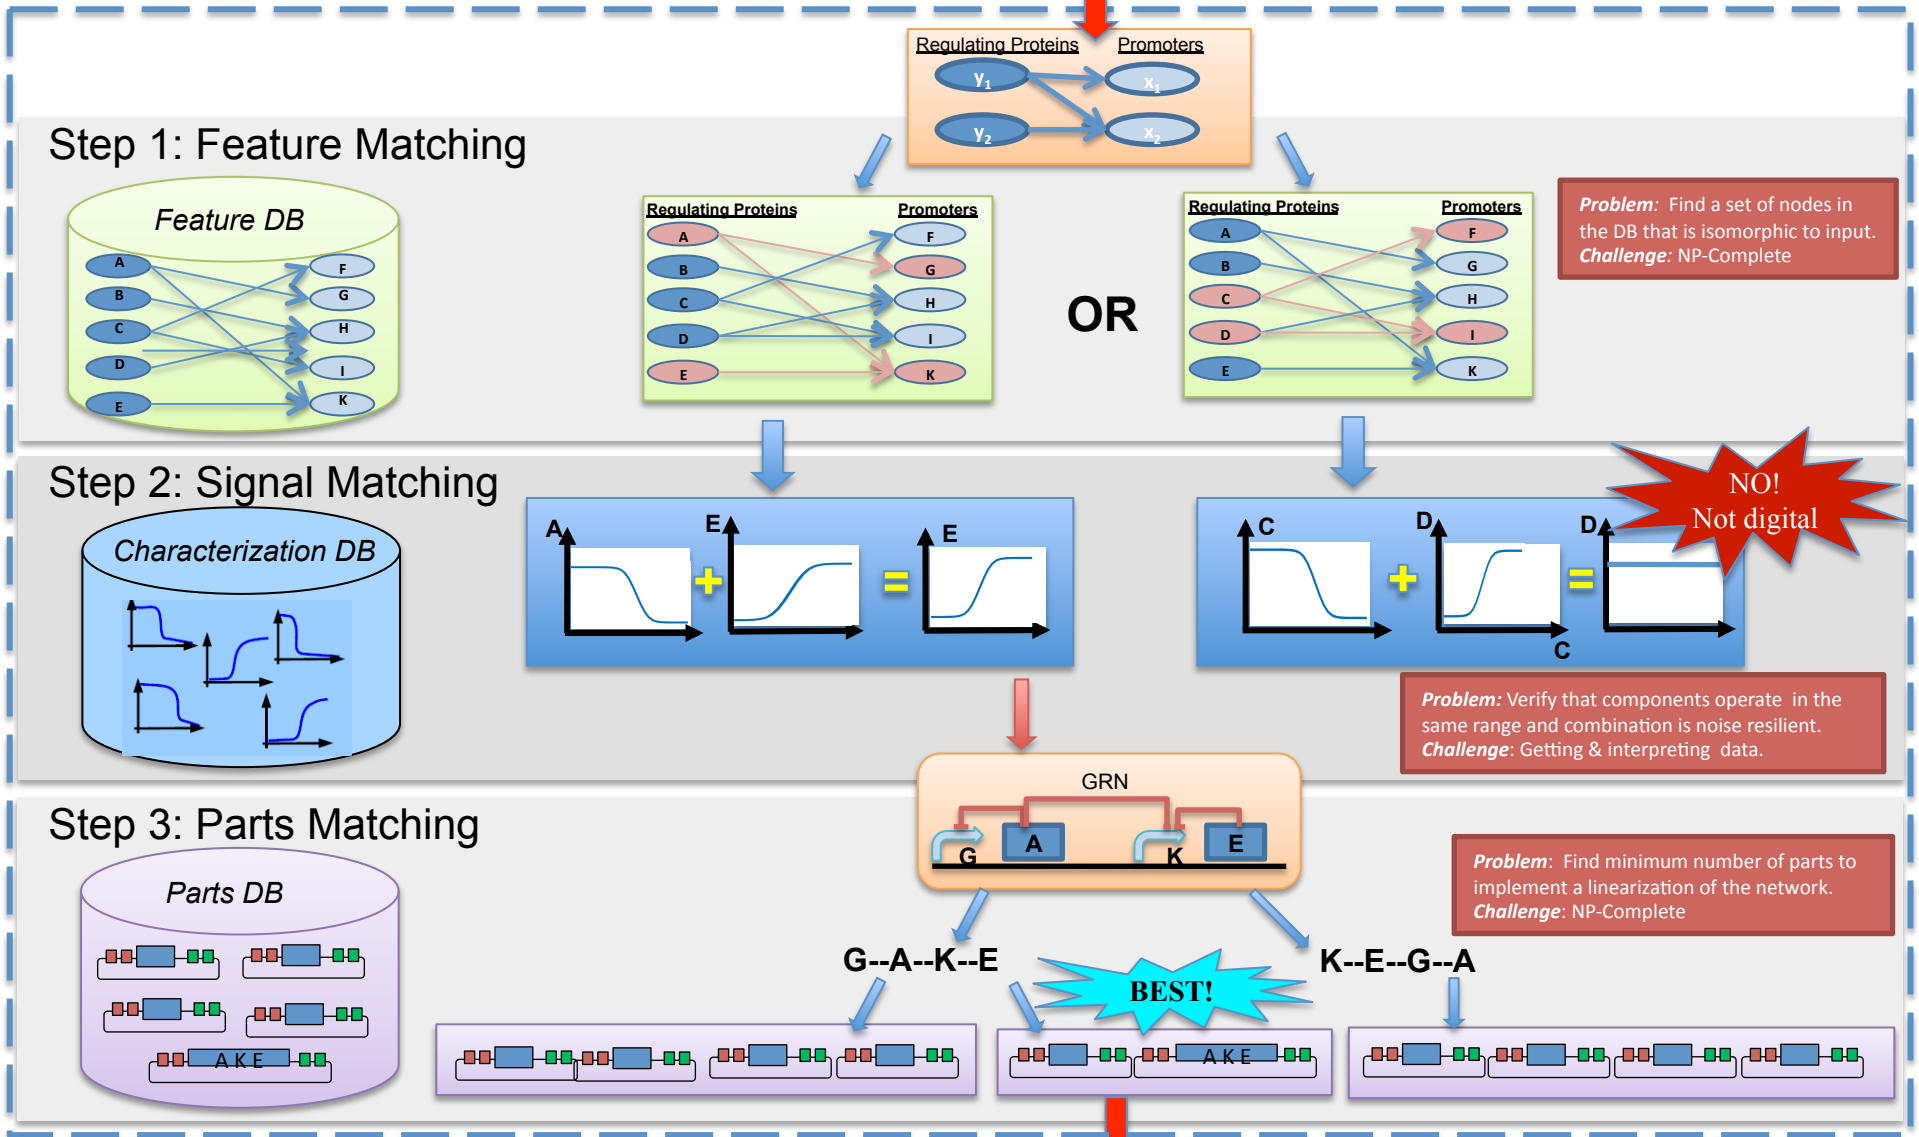 Regulating Proteins Promoters
y1 x1
y2 x2
Step 1: Feature Matching
Feature DB
A F
B G
C H
D I
E K
Regulating Proteins Promoters
A F
B G
C H
D I
E K
OR
Regulating Proteins Promoters
A F
B G
C H
D I
E K
Problem: Find a set of nodes in
the DB that is isomorphic to input.
Challenge: NP-Complete
Step 2: Signal Matching
Characterization DB
A + E = E
C + D = D
C
NO!
Not digital
Problem: Verify that components operate in the
same range and combination is noise resilient.
Challenge: Getting & interpreting data.
GRN
G A K E
Step 3: Parts Matching
Parts DB
A K E
Problem: Find minimum number of parts to
implement a linearization of the network.
Challenge: NP-Complete
G--A--K--E
K--E--G--A
BEST!
A K E